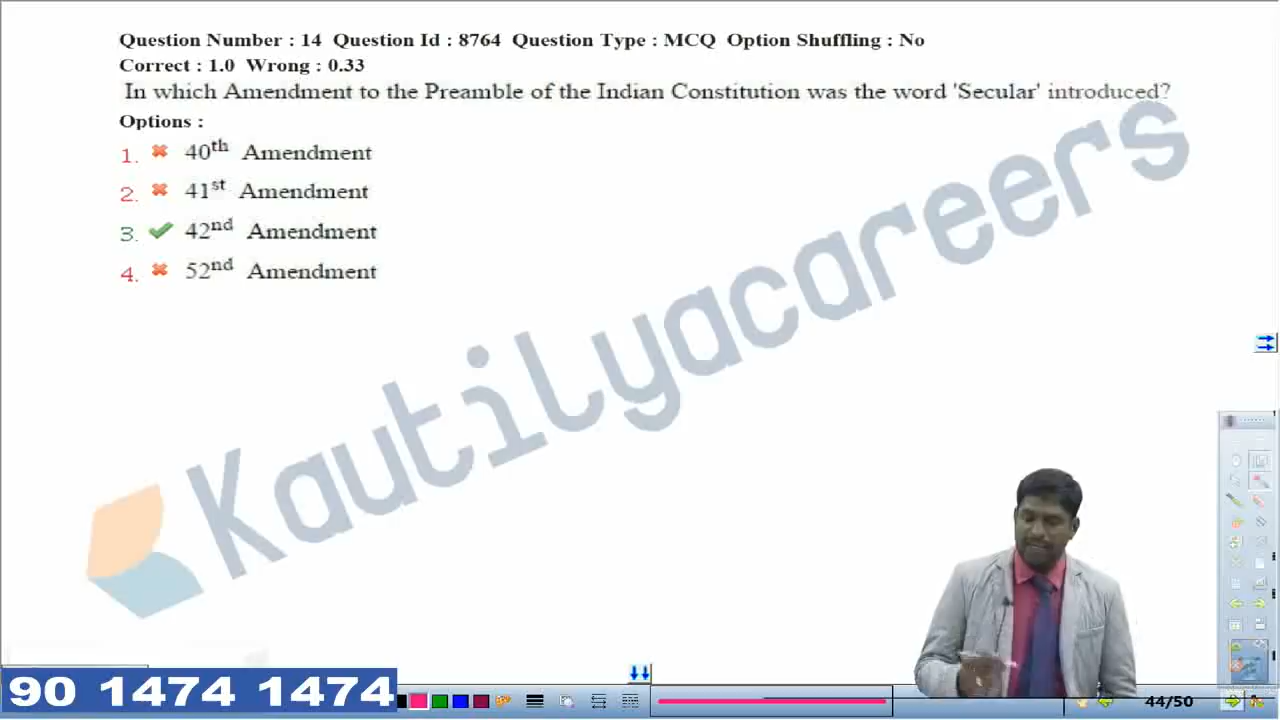 Question Number : 14 Question Id : 8764 Question Type : MCQ Option Shuffling : No
Correct : 1.0 Wrong : 0.33
In which Amendment to the Preamble of the Indian Constitution was the word 'Secular' introduced?
Options :
1. 40th Amendment
2. 41st Amendment
3. 42nd Amendment
4. 52nd Amendment
Kautilyacareers
90 1474 1474
44/50